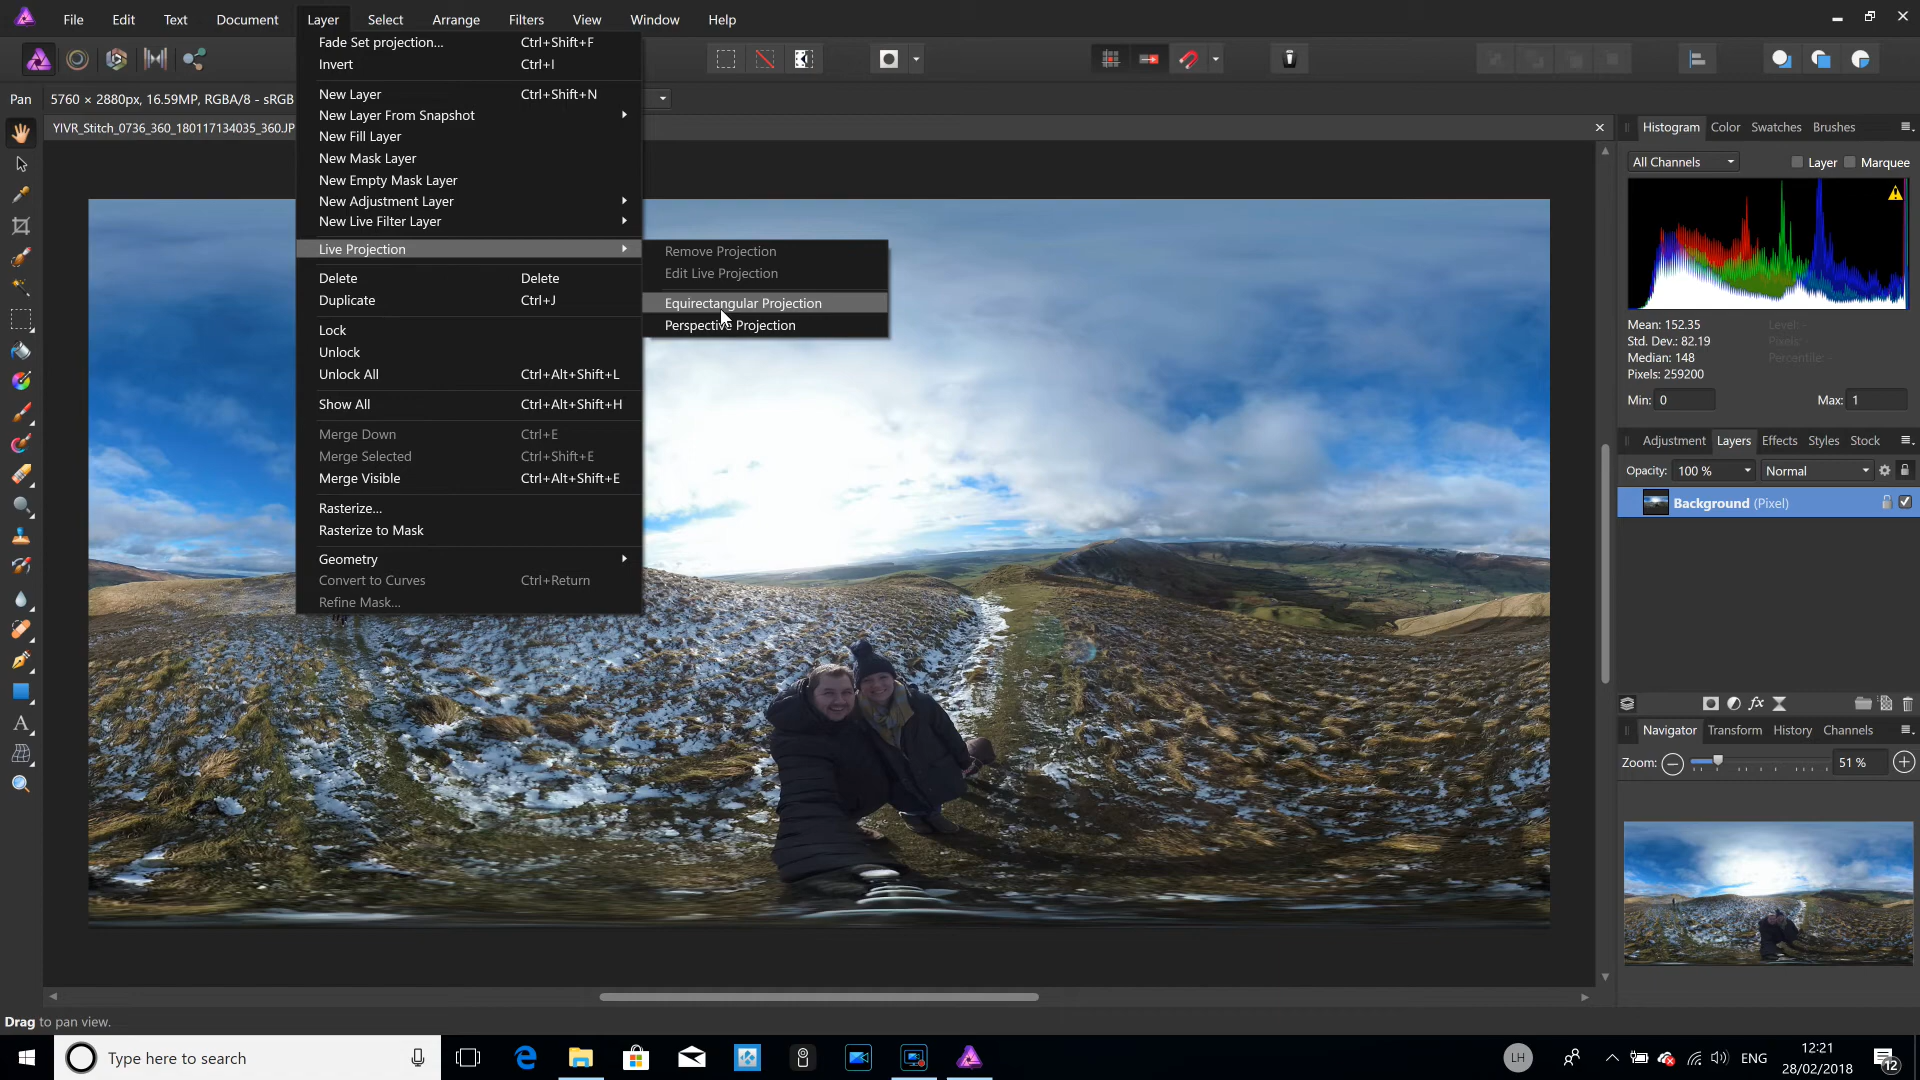 File Edit Text Document Layer Select Arrange Filters View Window Help
Pan 5760 × 2880px, 16.59MP, RGBA/8 - sRGB
YIVR_Stitch_0736_360_180117134035_360.JP
Fade Set projection... Ctrl+Shift+F
Invert Ctrl+I
New Layer Ctrl+Shift+N
New Layer From Snapshot
New Fill Layer
New Mask Layer
New Empty Mask Layer
New Adjustment Layer
New Live Filter Layer
Live Projection
Delete Delete
Duplicate Ctrl+J
Lock
Unlock
Unlock All Ctrl+Alt+Shift+L
Show All Ctrl+Alt+Shift+H
Merge Down Ctrl+E
Merge Selected Ctrl+Shift+E
Merge Visible Ctrl+Alt+Shift+E
Rasterize...
Rasterize to Mask
Geometry
Convert to Curves Ctrl+Return
Refine Mask...
Remove Projection
Edit Live Projection
Equirectangular Projection
Perspective Projection
Histogram Color Swatches Brushes
All Channels Layer Marquee
Mean: 152.35 Level: -
Std. Dev.: 82.19 Pixels: -
Median: 148 Percentile: -
Pixels: 259200
Min: 0 Max: 1
Adjustment Layers Effects Styles Stock
Opacity: 100 % Normal
Background (Pixel)
Navigator Transform History Channels
Zoom: 51 %
Drag to pan view.
Type here to search
LH ENG 12:21
28/02/2018 12